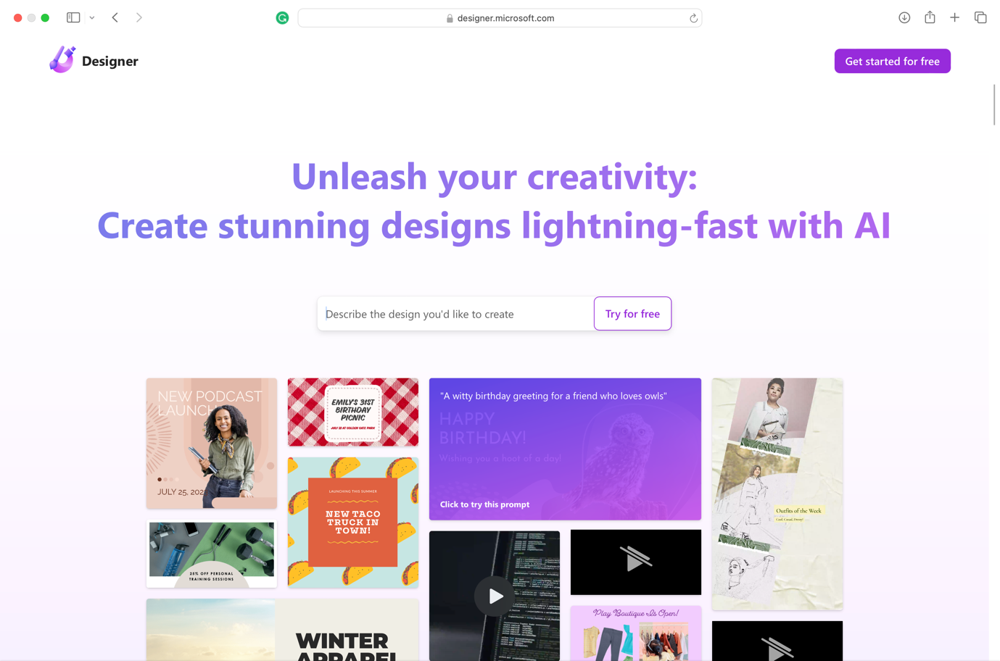 designer.microsoft.com
Designer
Get started for free
Unleash your creativity:
Create stunning designs lightning-fast with AI
Describe the design you'd like to create
Try for free
NEW PODCAST
LAUNCH
JULY 25, 202
EMILY'S 31ST
BIRTHDAY
PICNIC
JULY 23 AT GOLDEN GATE PARK
"A witty birthday greeting for a friend who loves owls"
HAPPY
BIRTHDAY!
Wishing you a hoot of a day!
Click to try this prompt
Outfits of the Week
LAUNCHING THIS SUMMER
NEW TACO
TRUCK IN
TOWN!
25% OFF PERSONAL
TRAINING SESSIONS
Play Boutique Is Open!
WINTER
APPAREL